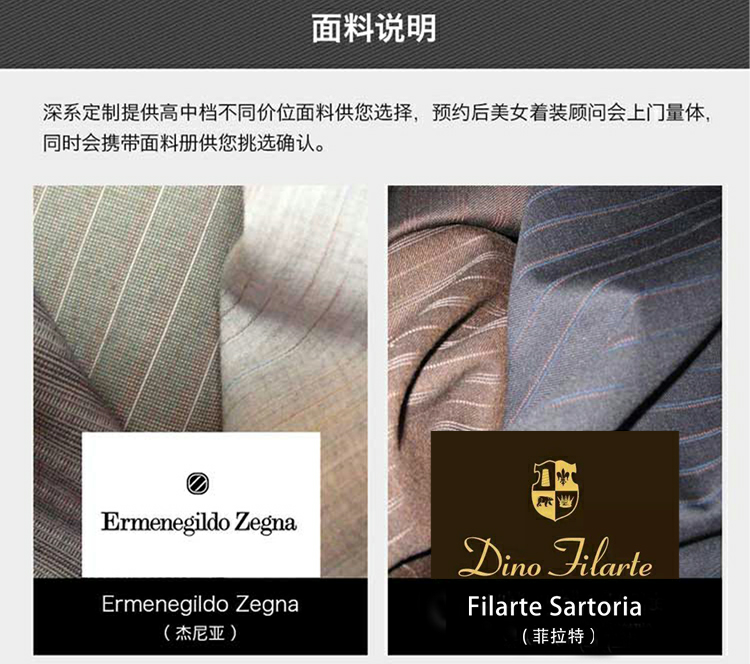 面料说明
深系定制提供高中档不同价位面料供您选择，预约后美女着装顾问会上门量体，
同时会携带面料册供您挑选确认。
Ermenegildo Zegna
Dino Filarte
Ermenegildo Zegna
（杰尼亚）
Filarte Sartoria
（菲拉特）